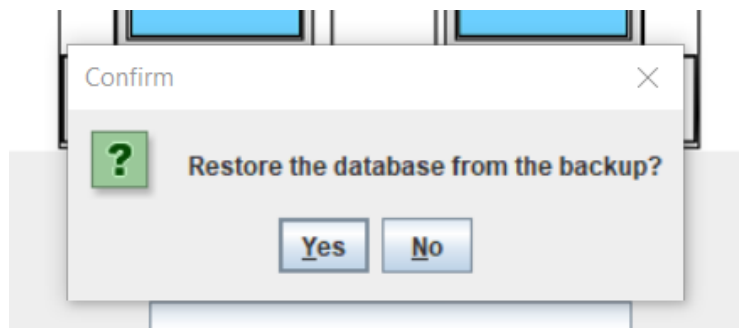 Confirm
?
Restore the database from the backup?
Yes
No